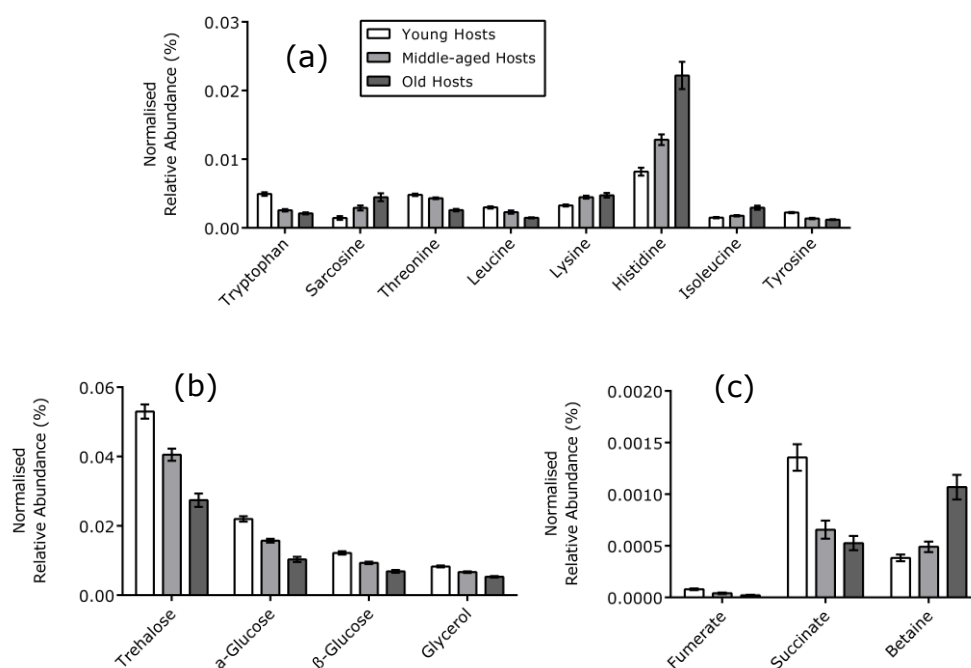 (a)
Young Hosts
Middle-aged Hosts
Old Hosts
Normalised
Relative Abundance (%)
0.03
0.02
0.01
0.00
Tryptophan
Sarcosine
Threonine
Leucine
Lysine
Histidine
Isoleucine
Tyrosine
(b)
Normalised
Relative Abundance (%)
0.06
0.04
0.02
0.00
Trehalose
a-Glucose
β-Glucose
Glycerol
(c)
Normalised
Relative Abundance (%)
0.0020
0.0015
0.0010
0.0005
0.0000
Fumerate
Succinate
Betaine